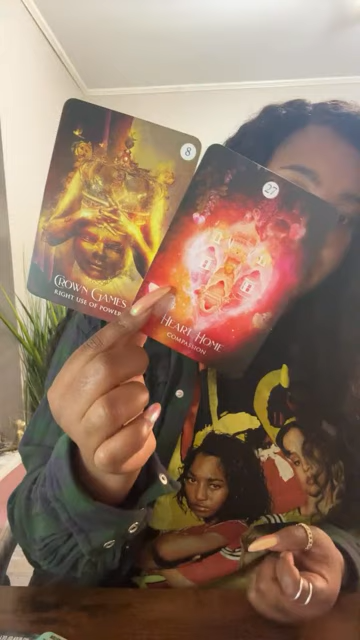 8
CROWN GAMES
RIGHT USE OF POWER
27
HEART HOME
COMPASSION